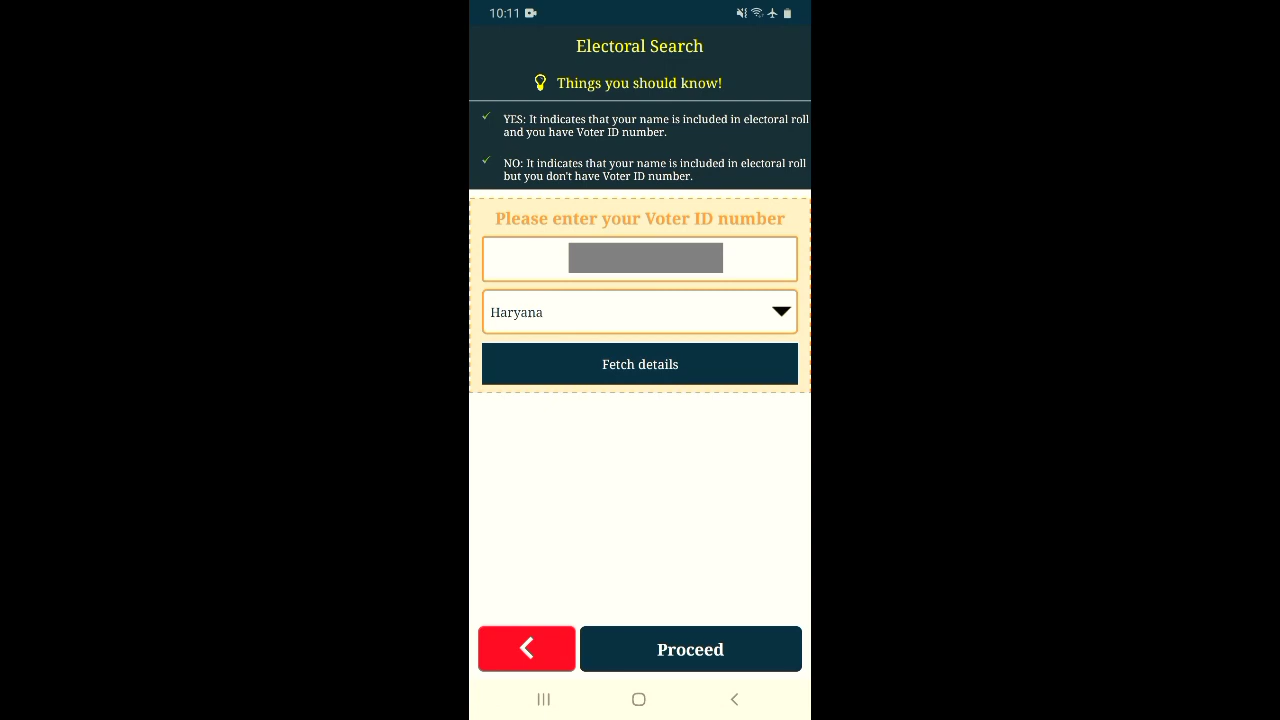 10:11
Electoral Search
Things you should know!
YES: It indicates that your name is included in electoral roll
and you have Voter ID number.
NO: It indicates that your name is included in electoral roll
but you don't have Voter ID number.
Please enter your Voter ID number
Haryana
Fetch details
Proceed